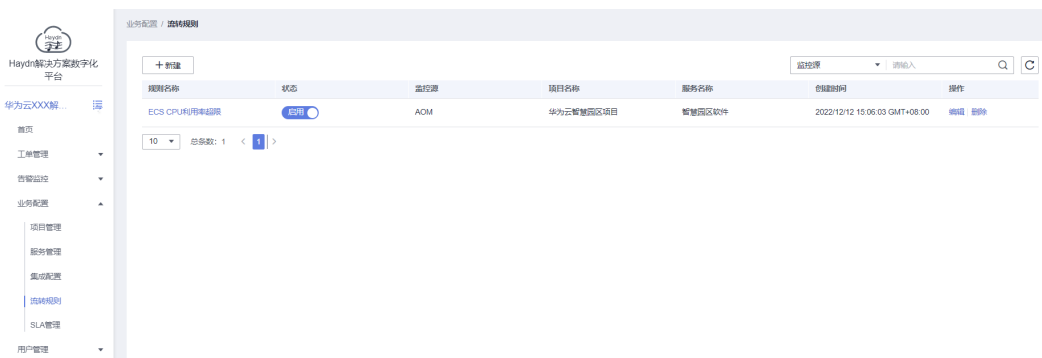 业务配置 / 流转规则
Haydn
Haydn解决方案数字化
平台
华为云XXX解...
首页
工单管理
告警监控
业务配置
项目管理
服务管理
集成配置
流转规则
SLA管理
用户管理
+ 新建
监控源 请输入
规则名称 状态 监控源 项目名称 服务名称 创建时间 操作
ECS CPU利用率超限 启用 AOM 华为云智慧园区项目 智慧园区软件 2022/12/12 15:06:03 GMT+08:00 编辑 删除
10 总条数: 1 < 1 >